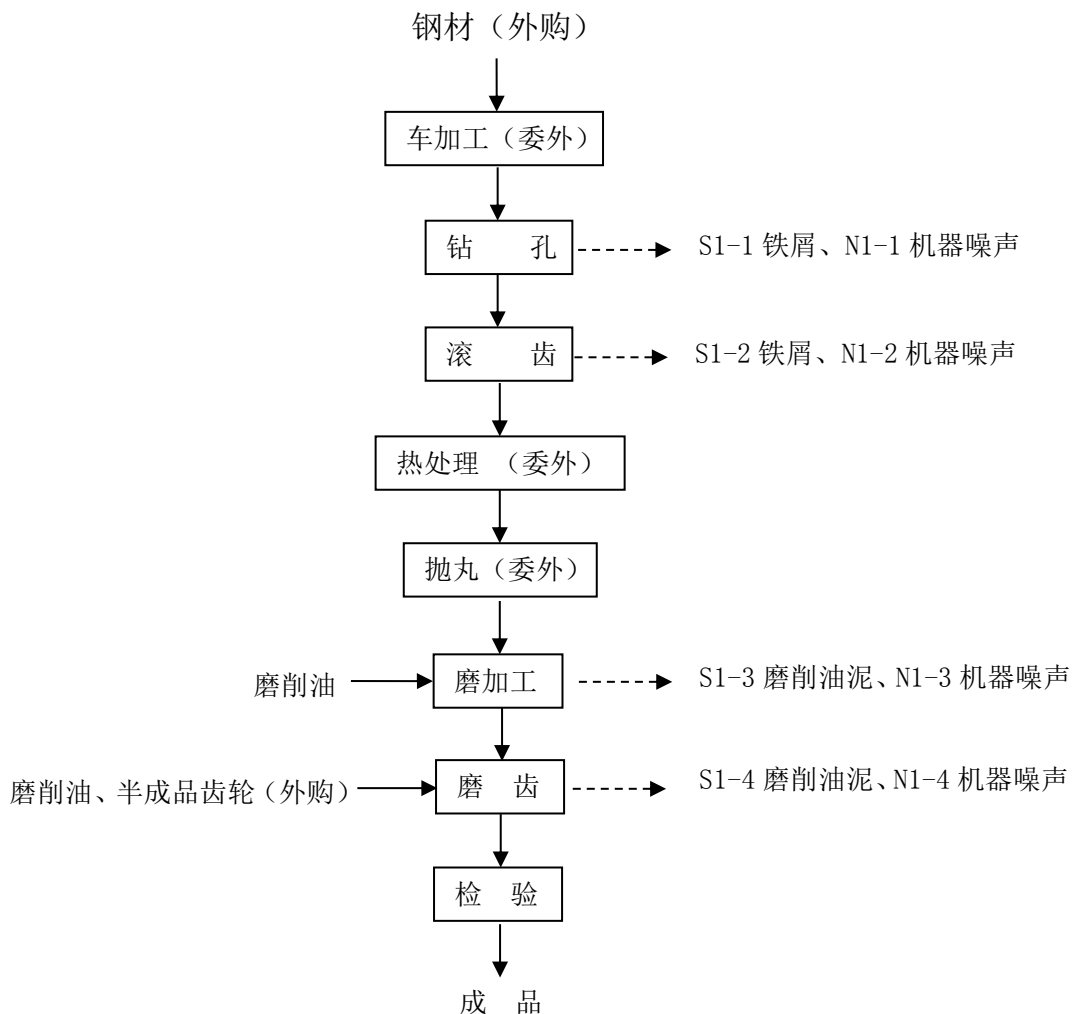 钢材（外购）
车加工（委外）
钻 孔
S1-1 铁屑、N1-1 机器噪声
滚 齿
S1-2 铁屑、N1-2 机器噪声
热处理 （委外）
抛丸（委外）
磨削油
磨加工
S1-3 磨削油泥、N1-3 机器噪声
磨削油、半成品齿轮（外购）
磨 齿
S1-4 磨削油泥、N1-4 机器噪声
检 验
成 品